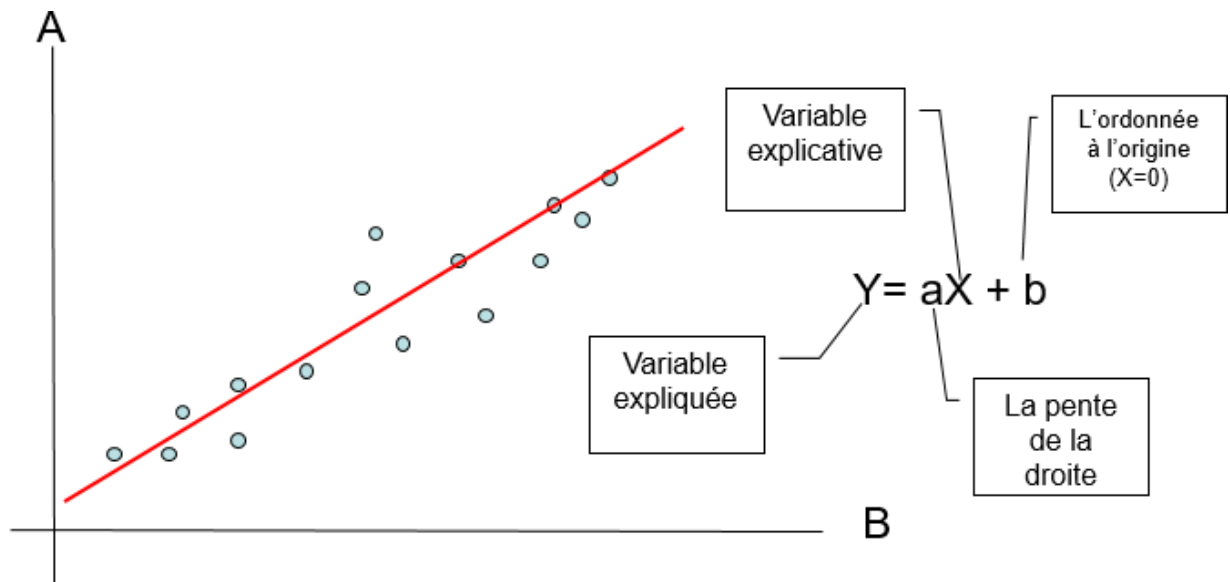 A
Variable
explicative
L'ordonnée
à l'origine
(X=0)
Y= aX + b
Variable
expliquée
La pente
de la
droite
B